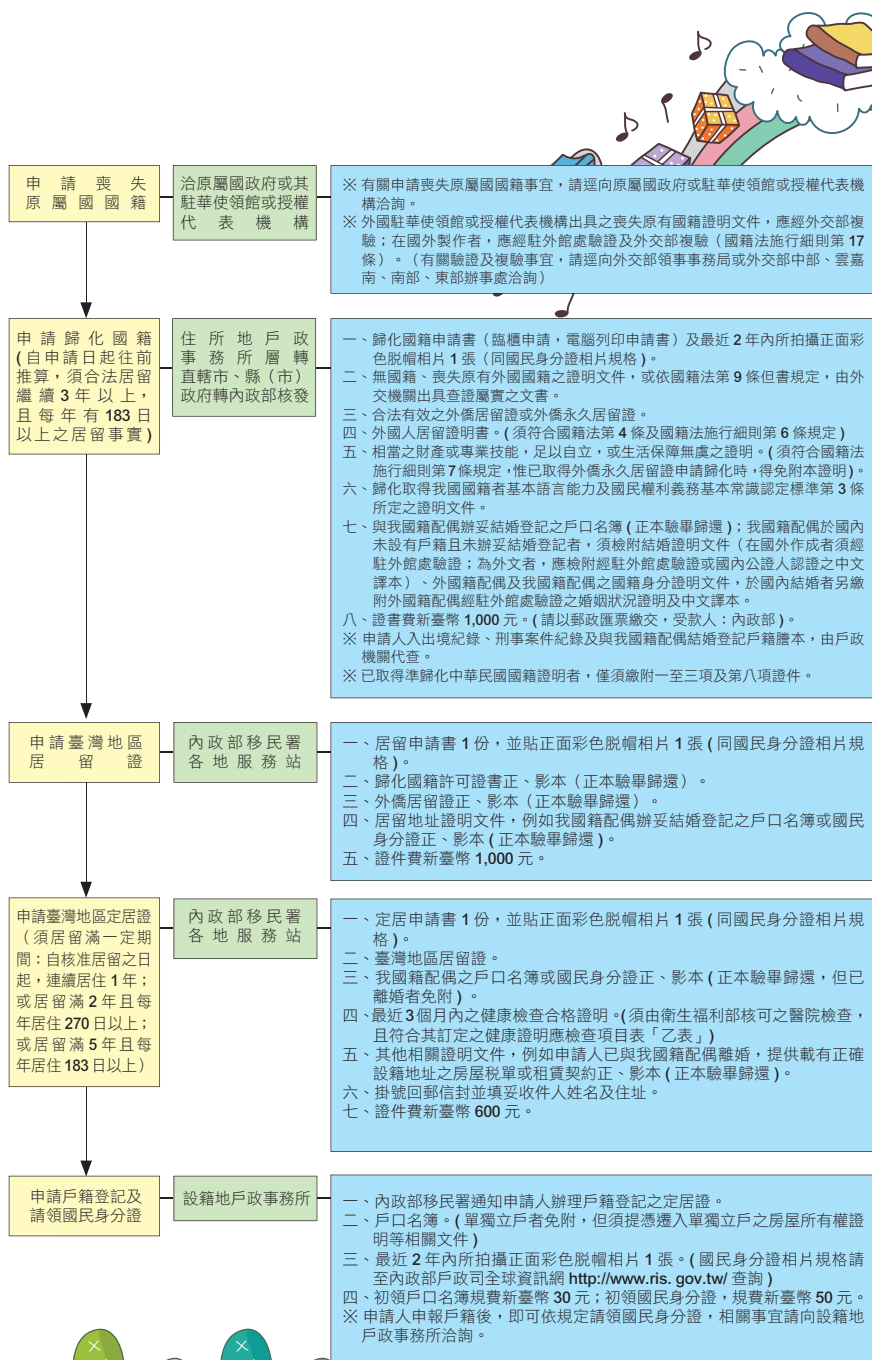 申請喪失
原屬國國籍
洽原屬國政府或其
駐華使領館或授權
代表機構
※ 有關申請喪失原屬國國籍事宜，請逕向原屬國政府或駐華使領館或授權代表機
構洽詢。
※ 外國駐華使領館或授權代表機構出具之喪失原有國籍證明文件，應經外交部複
驗；在國外製作者，應經駐外館處驗證及外交部複驗（國籍法施行細則第 17
條）。（有關驗證及複驗事宜，請逕向外交部領事事務局或外交部中部、雲嘉
南、南部、東部辦事處洽詢）
申請歸化國籍
(自申請日起往前
推算，須合法居留
繼續 3 年以上，
且每年有 183 日
以上之居留事實)
住所地戶政
事務所層轉
直轄市、縣（市）
政府轉內政部核發
一、歸化國籍申請書（臨櫃申請，電腦列印申請書）及最近 2 年內所拍攝正面彩
色脫帽相片 1 張（同國民身分證相片規格）。
二、無國籍、喪失原有外國國籍之證明文件，或依國籍法第 9 條但書規定，由外
交機關出具查證屬實之文書。
三、合法有效之外僑居留證或外僑永久居留證。
四、外國人居留證明書。( 須符合國籍法第 4 條及國籍法施行細則第 6 條規定 )
五、相當之財產或專業技能，足以自立，或生活保障無虞之證明。( 須符合國籍法
施行細則第 7 條規定，惟已取得外僑永久居留證申請歸化時，得免附本證明 )。
六、歸化取得我國國籍者基本語言能力及國民權利義務基本常識認定標準第 3 條
所定之證明文件。
七、與我國籍配偶辦妥結婚登記之戶口名簿 ( 正本驗畢歸還 )；我國籍配偶於國內
未設有戶籍且未辦妥結婚登記者，須檢附結婚證明文件（在國外作成者須經
駐外館處驗證；為外文者，應檢附經駐外館處驗證或國內公證人認證之中文
譯本）、外國籍配偶及我國籍配偶之國籍身分證明文件，於國內結婚者另繳
附外國籍配偶經駐外館處驗證之婚姻狀況證明及中文譯本。
八、證書費新臺幣 1,000 元。( 請以郵政匯票繳交，受款人：內政部 )。
※ 申請人入出境紀錄、刑事案件紀錄及與我國籍配偶結婚登記戶籍謄本，由戶政
機關代查。
※ 已取得準歸化中華民國國籍證明者，僅須繳附一至三項及第八項證件。
申請臺灣地區
居留證
內政部移民署
各地服務站
一、居留申請書 1 份，並貼正面彩色脫帽相片 1 張 ( 同國民身分證相片規
格 )。
二、歸化國籍許可證書正、影本（正本驗畢歸還）。
三、外僑居留證正、影本（正本驗畢歸還）。
四、居留地址證明文件，例如我國籍配偶辦妥結婚登記之戶口名簿或國民
身分證正、影本 ( 正本驗畢歸還 )。
五、證件費新臺幣 1,000 元。
申請臺灣地區定居證
（須居留滿一定期
間：自核准居留之日
起，連續居住 1 年；
或居留滿 2 年且每
年居住 270 日以上；
或居留滿 5 年且每
年居住 183 日以上）
內政部移民署
各地服務站
一、定居申請書 1 份，並貼正面彩色脫帽相片 1 張 ( 同國民身分證相片規
格 )。
二、臺灣地區居留證。
三、我國籍配偶之戶口名簿或國民身分證正、影本 ( 正本驗畢歸還，但已
離婚者免附 ) 。
四、最近 3 個月內之健康檢查合格證明。( 須由衛生福利部核可之醫院檢查，
且符合其訂定之健康證明應檢查項目表「乙表」)
五、其他相關證明文件，例如申請人已與我國籍配偶離婚，提供載有正確
設籍地址之房屋稅單或租賃契約正、影本 ( 正本驗畢歸還 )。
六、掛號回郵信封並填妥收件人姓名及住址。
七、證件費新臺幣 600 元。
申請戶籍登記及
請領國民身分證
設籍地戶政事務所
一、內政部移民署通知申請人辦理戶籍登記之定居證。
二、戶口名簿。( 單獨立戶者免附，但須提憑遷入單獨立戶之房屋所有權證
明等相關文件 )
三、最近 2 年內所拍攝正面彩色脫帽相片 1 張。( 國民身分證相片規格請
至內政部戶政司全球資訊網 http://www.ris. gov.tw/ 查詢 )
四、初領戶口名簿規費新臺幣 30 元；初領國民身分證，規費新臺幣 50 元。
※ 申請人申報戶籍後，即可依規定請領國民身分證，相關事宜請向設籍地
戶政事務所洽詢。